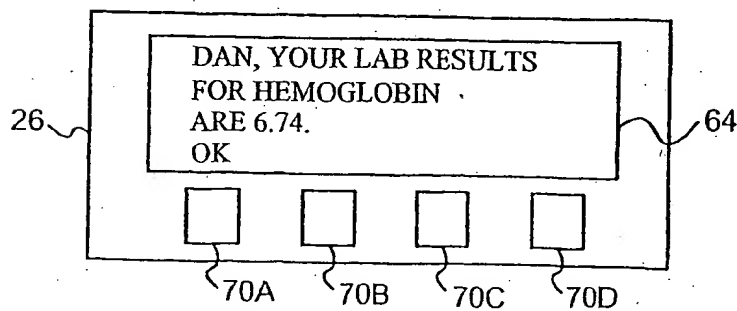 DAN, YOUR LAB RESULTS
FOR HEMOGLOBIN
ARE 6.74.
OK
26
64
70A
70B
70C
70D